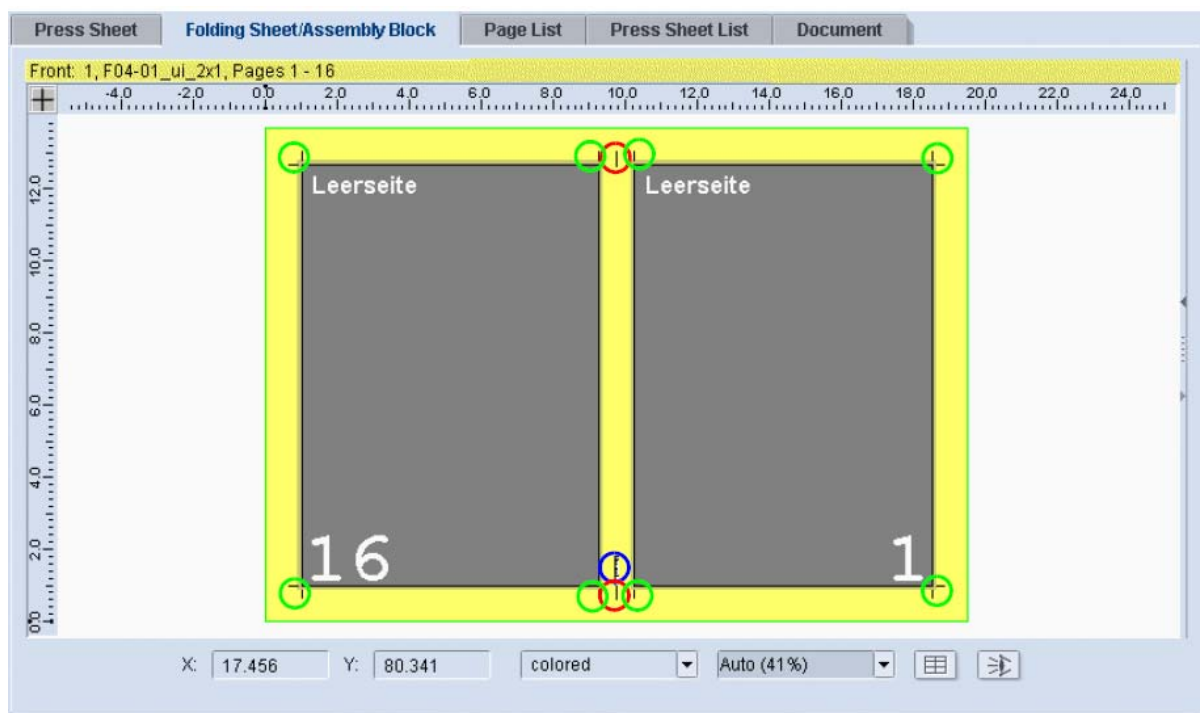 Press Sheet Folding Sheet/Assembly Block Page List Press Sheet List Document
Front: 1, F04-01_ui_2x1, Pages 1 - 16
-4.0 -2.0 0.0 2.0 4.0 6.0 8.0 10.0 12.0 14.0 16.0 18.0 20.0 22.0 24.0
12.0
10.0
8.0
6.0
4.0
2.0
0.0
Leerseite Leerseite
16 1
X: 17.456 Y: 80.341 colored Auto (41%)